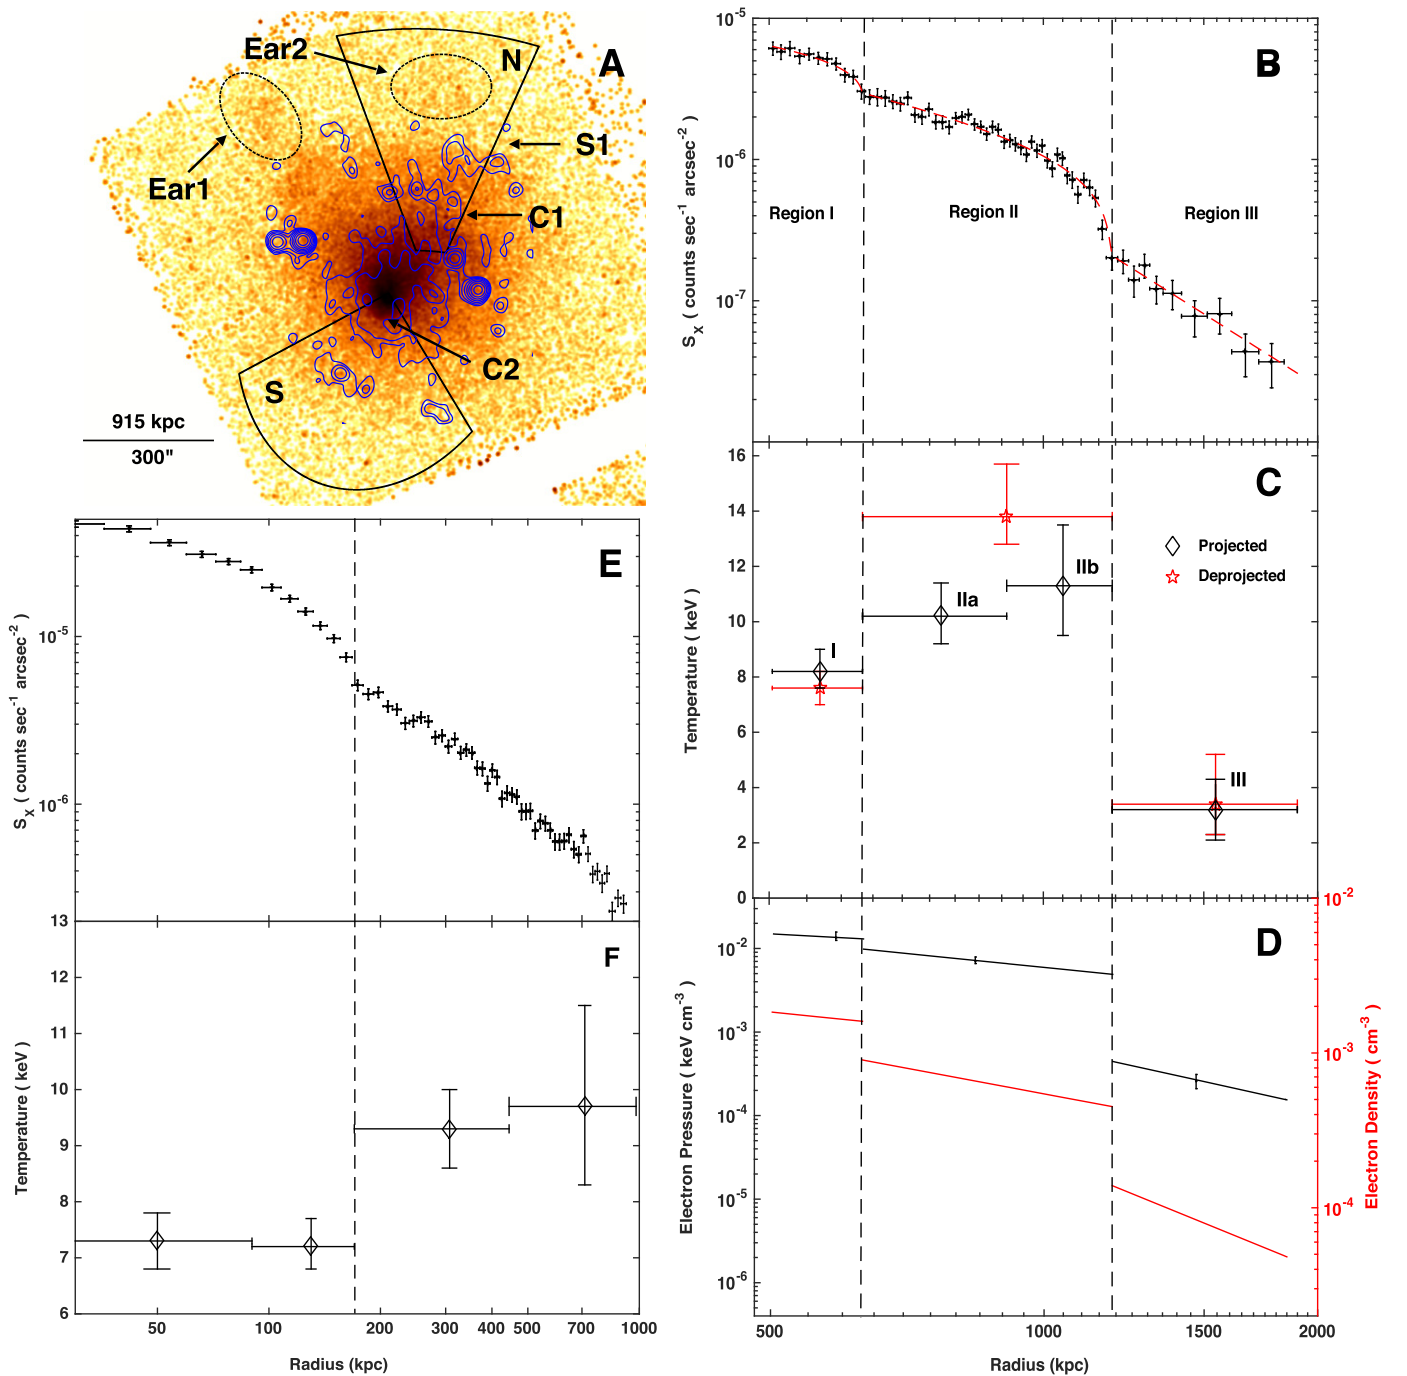 A
Ear2
N
S1
Ear1
C1
C2
S
915 kpc
300"
B
10^-5
10^-6
10^-7
S_X ( counts sec^-1 arcsec^-2 )
Region I
Region II
Region III
C
16
14
12
10
8
6
4
2
0
Temperature ( keV )
Projected
Deprojected
I
IIa
IIb
III
D
10^-2
10^-3
10^-4
10^-5
10^-6
Electron Pressure ( keV cm^-3 )
10^-2
10^-3
10^-4
Electron Density ( cm^-3 )
500
1000
1500
2000
Radius (kpc)
E
10^-5
10^-6
S_X ( counts sec^-1 arcsec^-2 )
F
13
12
11
10
9
8
7
6
Temperature ( keV )
50
100
200
300
400
500
700
1000
Radius (kpc)